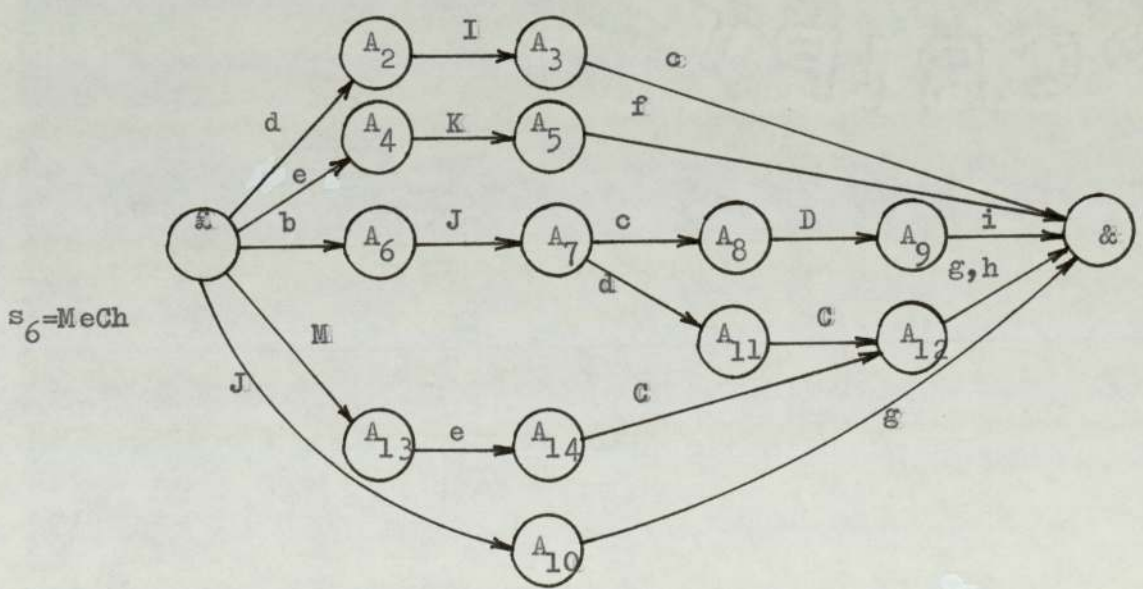 A2 I A3 c
d A4 K A5 f
e
£ b A6 J A7 c A8 D A9 i &
g,h
d
s6=MeCh
M A11 C A12
J C g
A13 e A14
A10